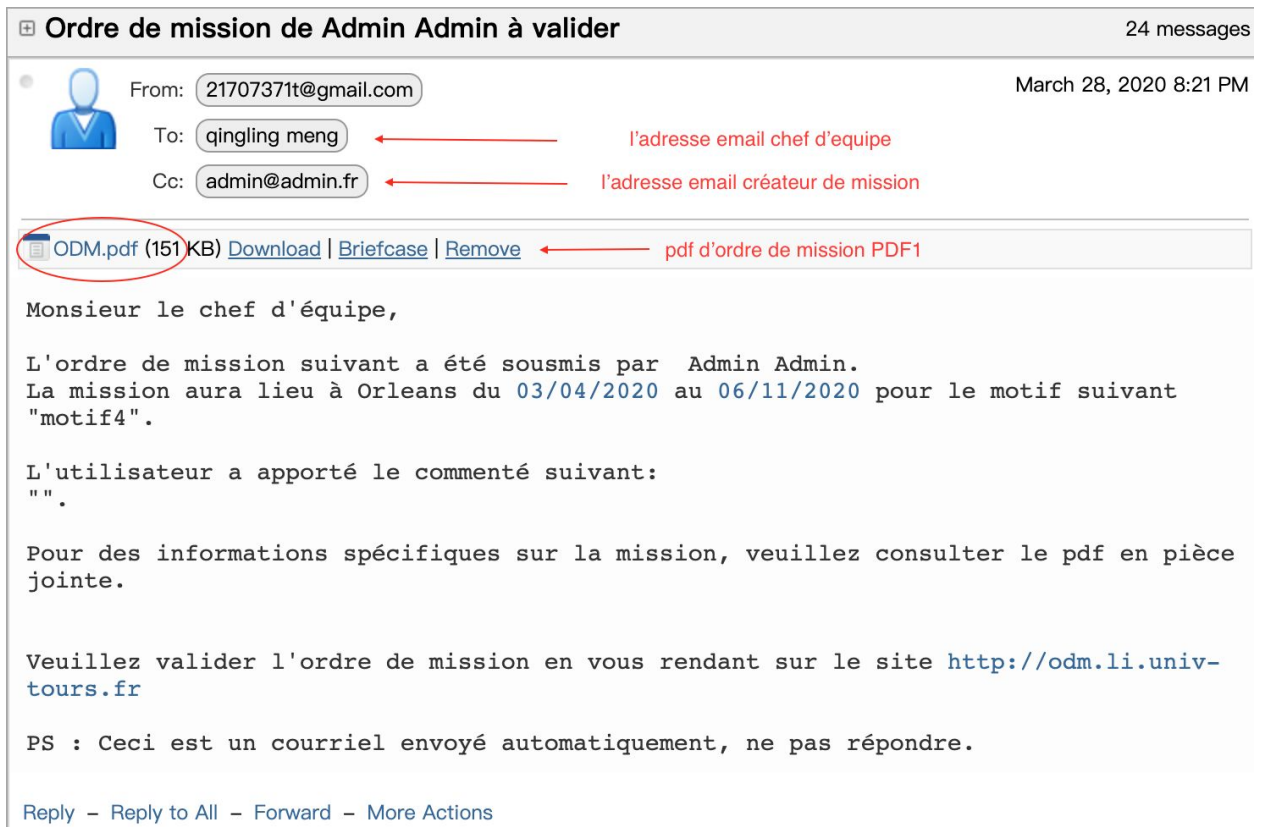 Ordre de mission de Admin Admin à valider 24 messages
From: 21707371t@gmail.com March 28, 2020 8:21 PM
To: qingling meng l'adresse email chef d'equipe
Cc: admin@admin.fr l'adresse email créateur de mission
ODM.pdf (151 KB) Download | Briefcase | Remove pdf d'ordre de mission PDF1
Monsieur le chef d'équipe,
L'ordre de mission suivant a été sousmis par  Admin Admin.
La mission aura lieu à Orleans du 03/04/2020 au 06/11/2020 pour le motif suivant
"motif4".
L'utilisateur a apporté le commenté suivant:
"".
Pour des informations spécifiques sur la mission, veuillez consulter le pdf en pièce
jointe.
Veuillez valider l'ordre de mission en vous rendant sur le site http://odm.li.univ-
tours.fr
PS : Ceci est un courriel envoyé automatiquement, ne pas répondre.
Reply – Reply to All – Forward – More Actions